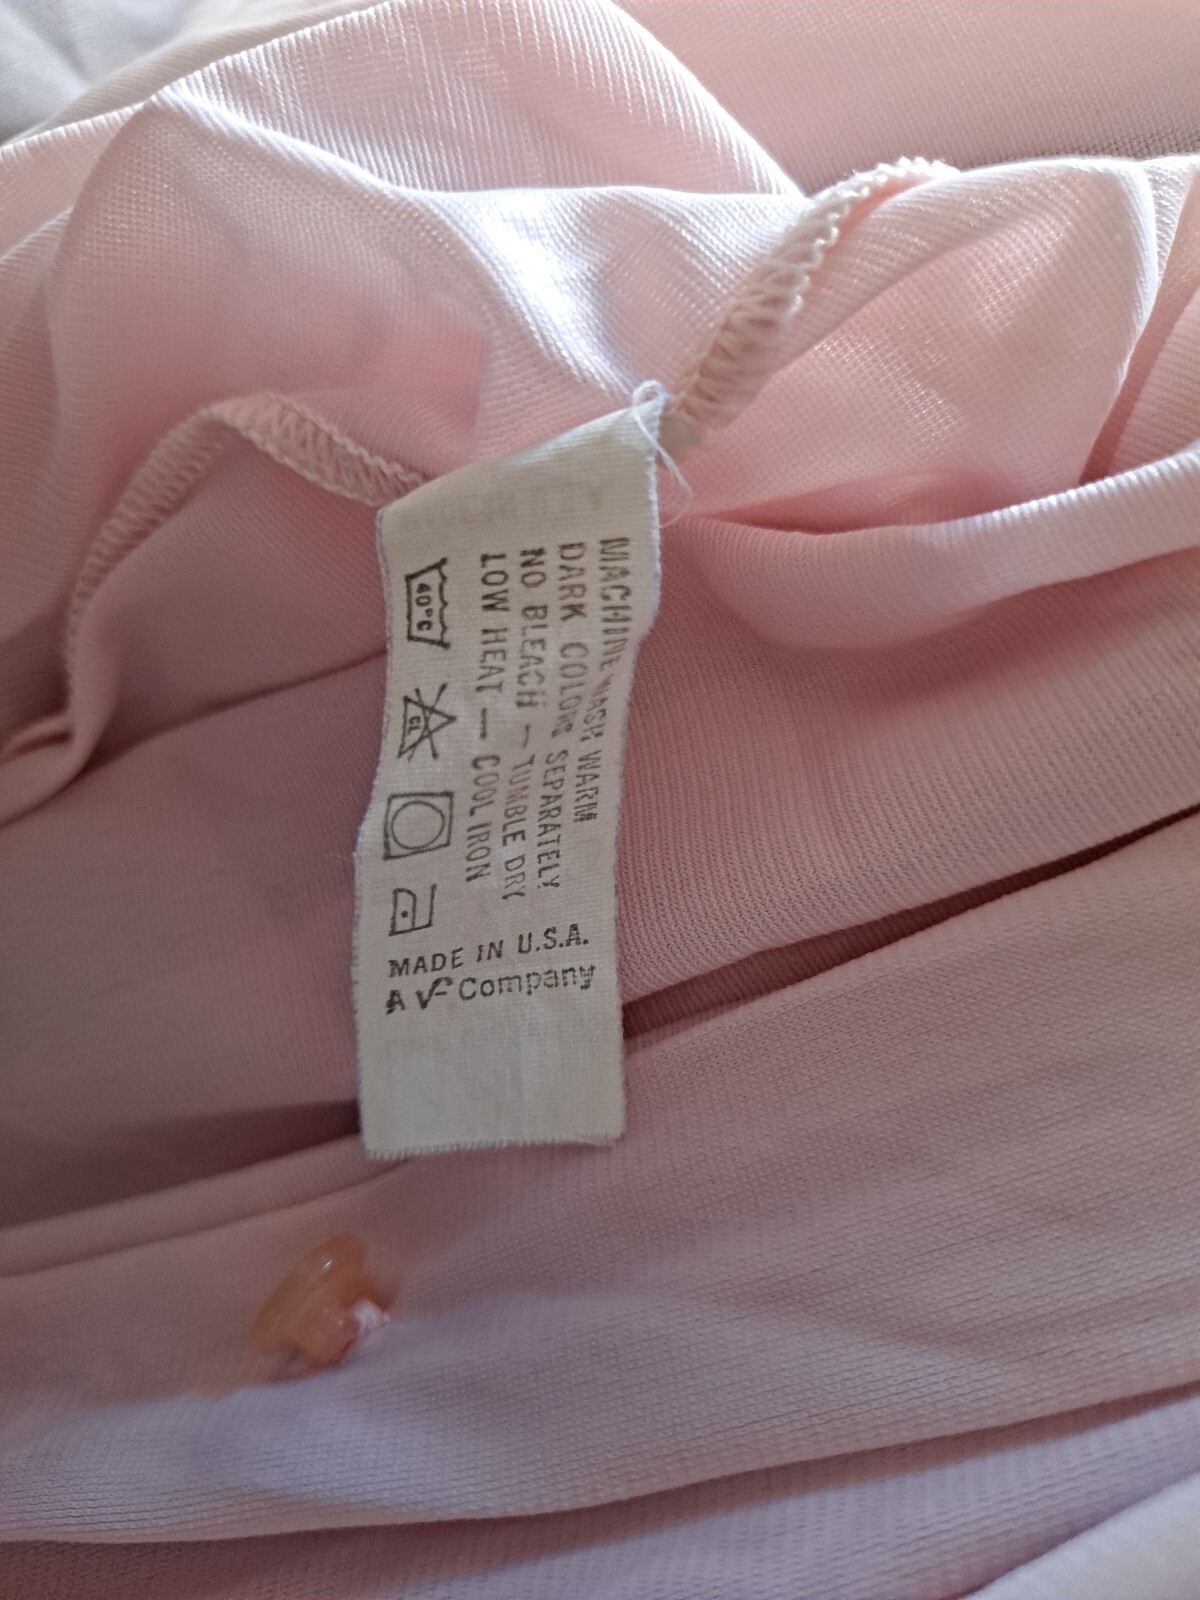 MACHINE WASH WARM
DARK COLORS SEPARATELY
NO BLEACH – TUMBLE DRY
LOW HEAT — COOL IRON
40°C
CL
MADE IN U.S.A.
A VF Company